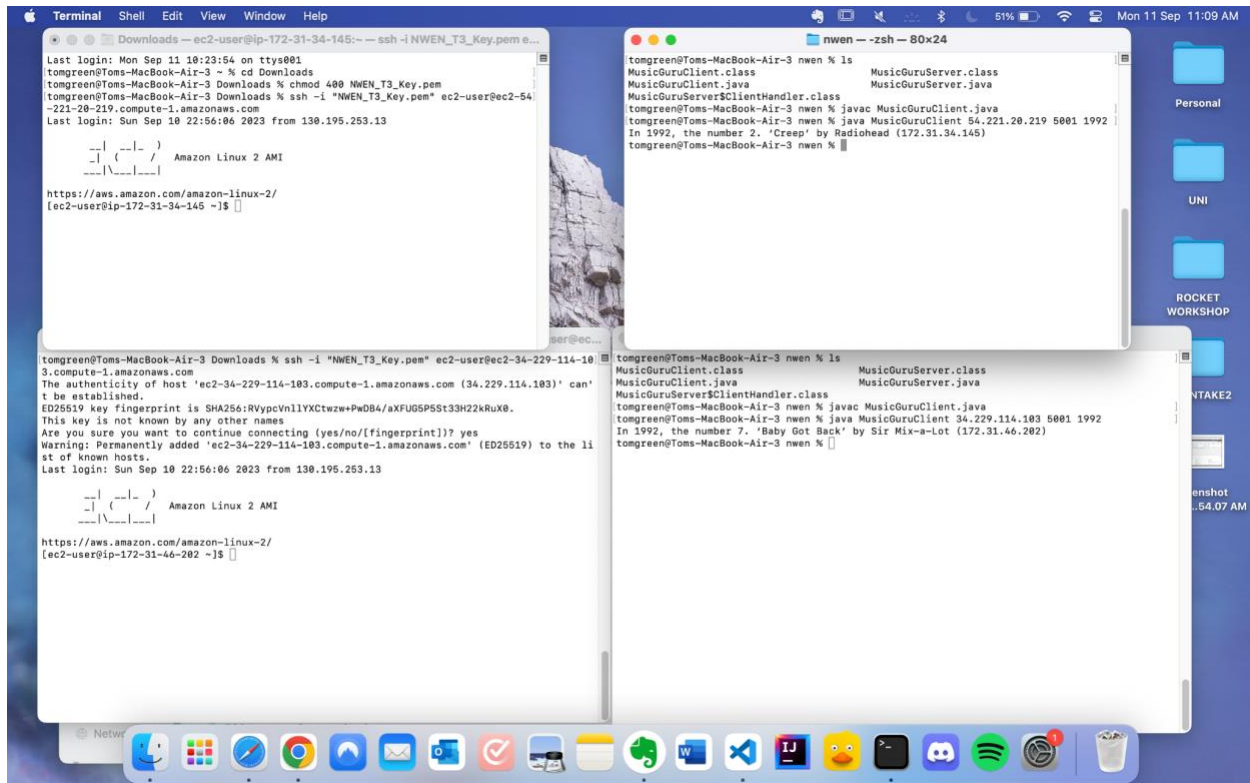 Terminal Shell Edit View Window Help 51% Mon 11 Sep 11:09 AM
Downloads — ec2-user@ip-172-31-34-145:~ — ssh -i NWEN_T3_Key.pem e...
Last login: Mon Sep 11 10:23:54 on ttys001
[tomgreen@Toms-MacBook-Air-3 ~ % cd Downloads ]
[tomgreen@Toms-MacBook-Air-3 Downloads % chmod 400 NWEN_T3_Key.pem ]
[tomgreen@Toms-MacBook-Air-3 Downloads % ssh -i "NWEN_T3_Key.pem" ec2-user@ec2-54]
-221-20-219.compute-1.amazonaws.com
Last login: Sun Sep 10 22:56:06 2023 from 130.195.253.13
__| __|_ )
_| ( / Amazon Linux 2 AMI
___|\___|___|
https://aws.amazon.com/amazon-linux-2/
[ec2-user@ip-172-31-34-145 ~]$
nwen — -zsh — 80×24
[tomgreen@Toms-MacBook-Air-3 nwen % ls ]
MusicGuruClient.class MusicGuruServer.class
MusicGuruClient.java MusicGuruServer.java
MusicGuruServer$ClientHandler.class
[tomgreen@Toms-MacBook-Air-3 nwen % javac MusicGuruClient.java ]
[tomgreen@Toms-MacBook-Air-3 nwen % java MusicGuruClient 54.221.20.219 5001 1992 ]
In 1992, the number 2. ‘Creep’ by Radiohead (172.31.34.145)
tomgreen@Toms-MacBook-Air-3 nwen %
ser@ec...
[tomgreen@Toms-MacBook-Air-3 Downloads % ssh -i "NWEN_T3_Key.pem" ec2-user@ec2-34-229-114-10]
3.compute-1.amazonaws.com
The authenticity of host 'ec2-34-229-114-103.compute-1.amazonaws.com (34.229.114.103)' can'
t be established.
ED25519 key fingerprint is SHA256:RVypcVnllYXCtwzw+PwDB4/aXFUG5P5St33H22kRuX0.
This key is not known by any other names
Are you sure you want to continue connecting (yes/no/[fingerprint])? yes
Warning: Permanently added 'ec2-34-229-114-103.compute-1.amazonaws.com' (ED25519) to the li
st of known hosts.
Last login: Sun Sep 10 22:56:06 2023 from 130.195.253.13
__| __|_ )
_| ( / Amazon Linux 2 AMI
___|\___|___|
https://aws.amazon.com/amazon-linux-2/
[ec2-user@ip-172-31-46-202 ~]$
[tomgreen@Toms-MacBook-Air-3 nwen % ls ]
MusicGuruClient.class MusicGuruServer.class
MusicGuruClient.java MusicGuruServer.java
MusicGuruServer$ClientHandler.class
[tomgreen@Toms-MacBook-Air-3 nwen % javac MusicGuruClient.java ]
[tomgreen@Toms-MacBook-Air-3 nwen % java MusicGuruClient 34.229.114.103 5001 1992 ]
In 1992, the number 7. ‘Baby Got Back’ by Sir Mix-a-Lot (172.31.46.202)
tomgreen@Toms-MacBook-Air-3 nwen %
Personal
UNI
ROCKET
WORKSHOP
NTAKE2
enshot
..54.07 AM
Netw
W
IJ
1